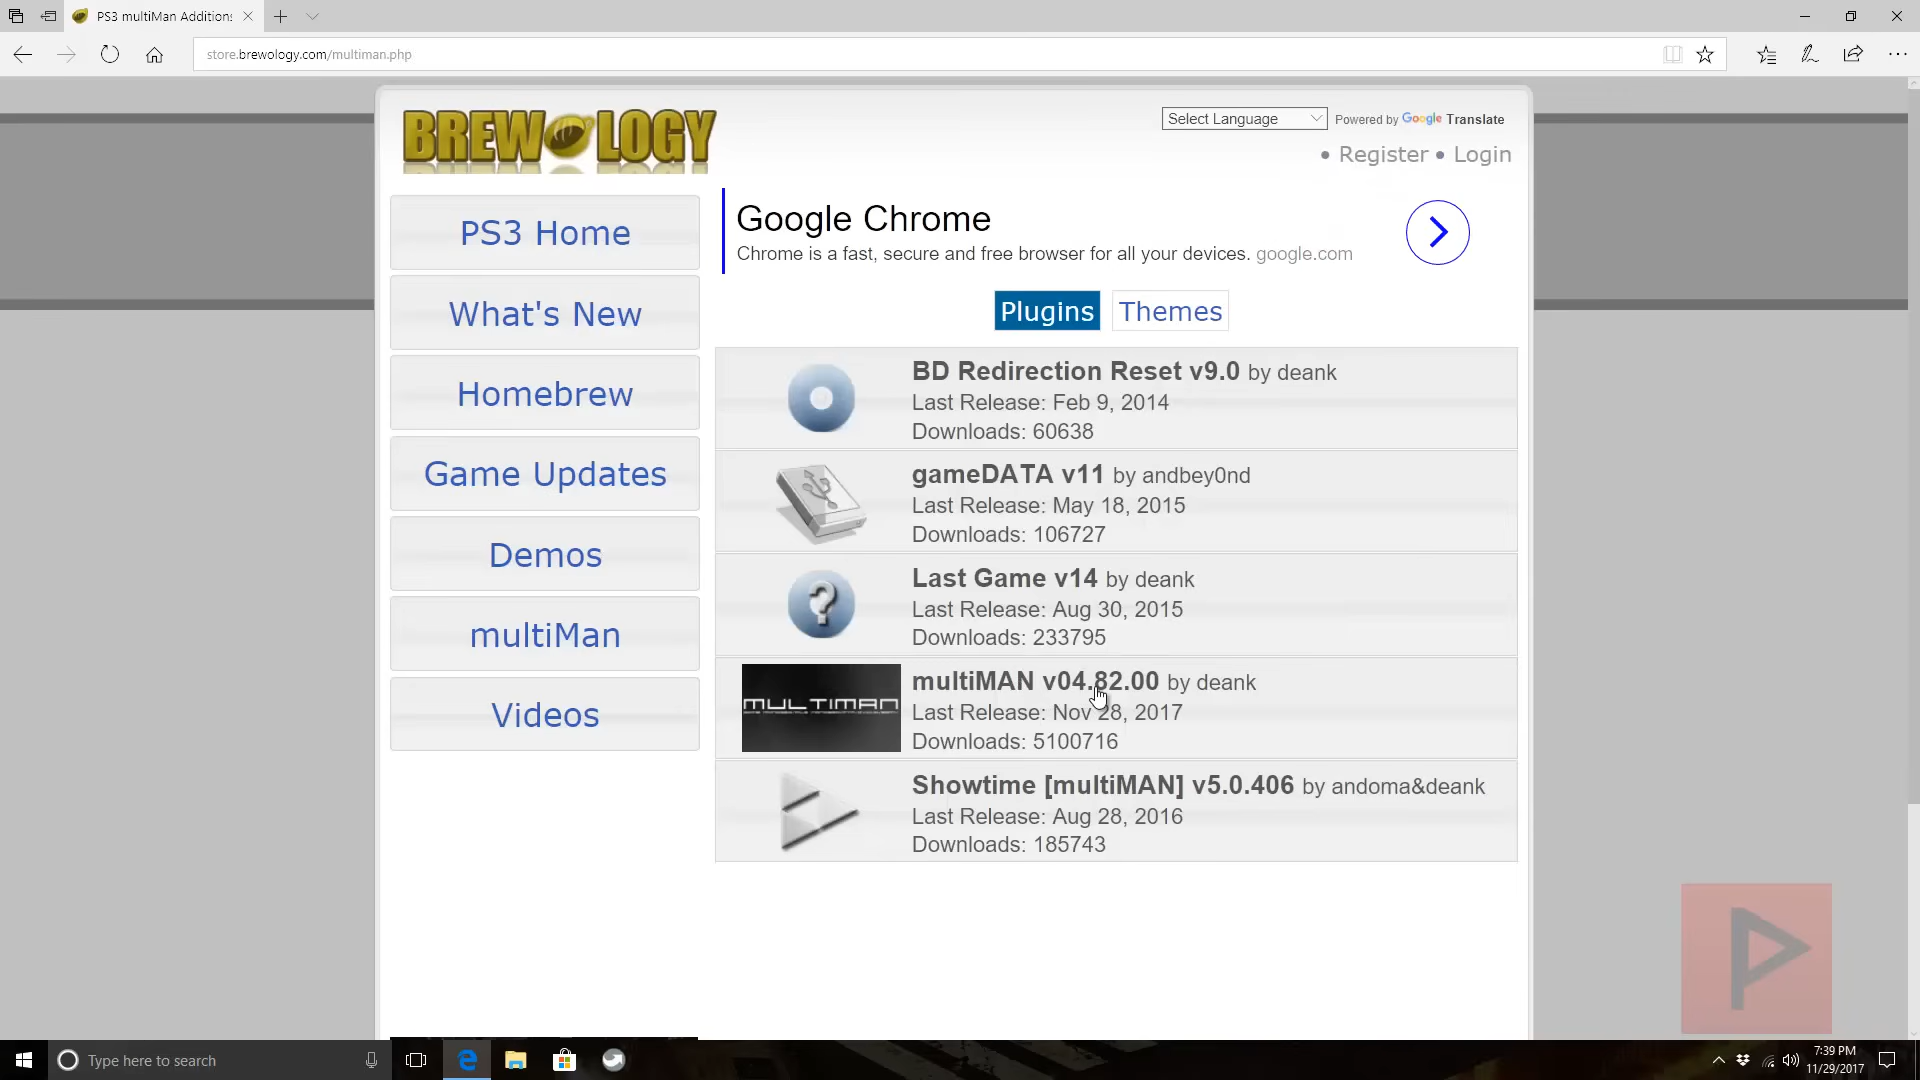 PS3 multiMan Additions
store.brewology.com/multiman.php
BREWOLOGY
Select Language
Powered by Google Translate
• Register • Login
PS3 Home
What's New
Homebrew
Game Updates
Demos
multiMan
Videos
Google Chrome
Chrome is a fast, secure and free browser for all your devices. google.com
Plugins
Themes
BD Redirection Reset v9.0 by deank
Last Release: Feb 9, 2014
Downloads: 60638
gameDATA v11 by andbey0nd
Last Release: May 18, 2015
Downloads: 106727
Last Game v14 by deank
Last Release: Aug 30, 2015
Downloads: 233795
MULTIMAN
multiMAN v04.82.00 by deank
Last Release: Nov 28, 2017
Downloads: 5100716
Showtime [multiMAN] v5.0.406 by andoma&deank
Last Release: Aug 28, 2016
Downloads: 185743
P
Type here to search
7:39 PM
11/29/2017